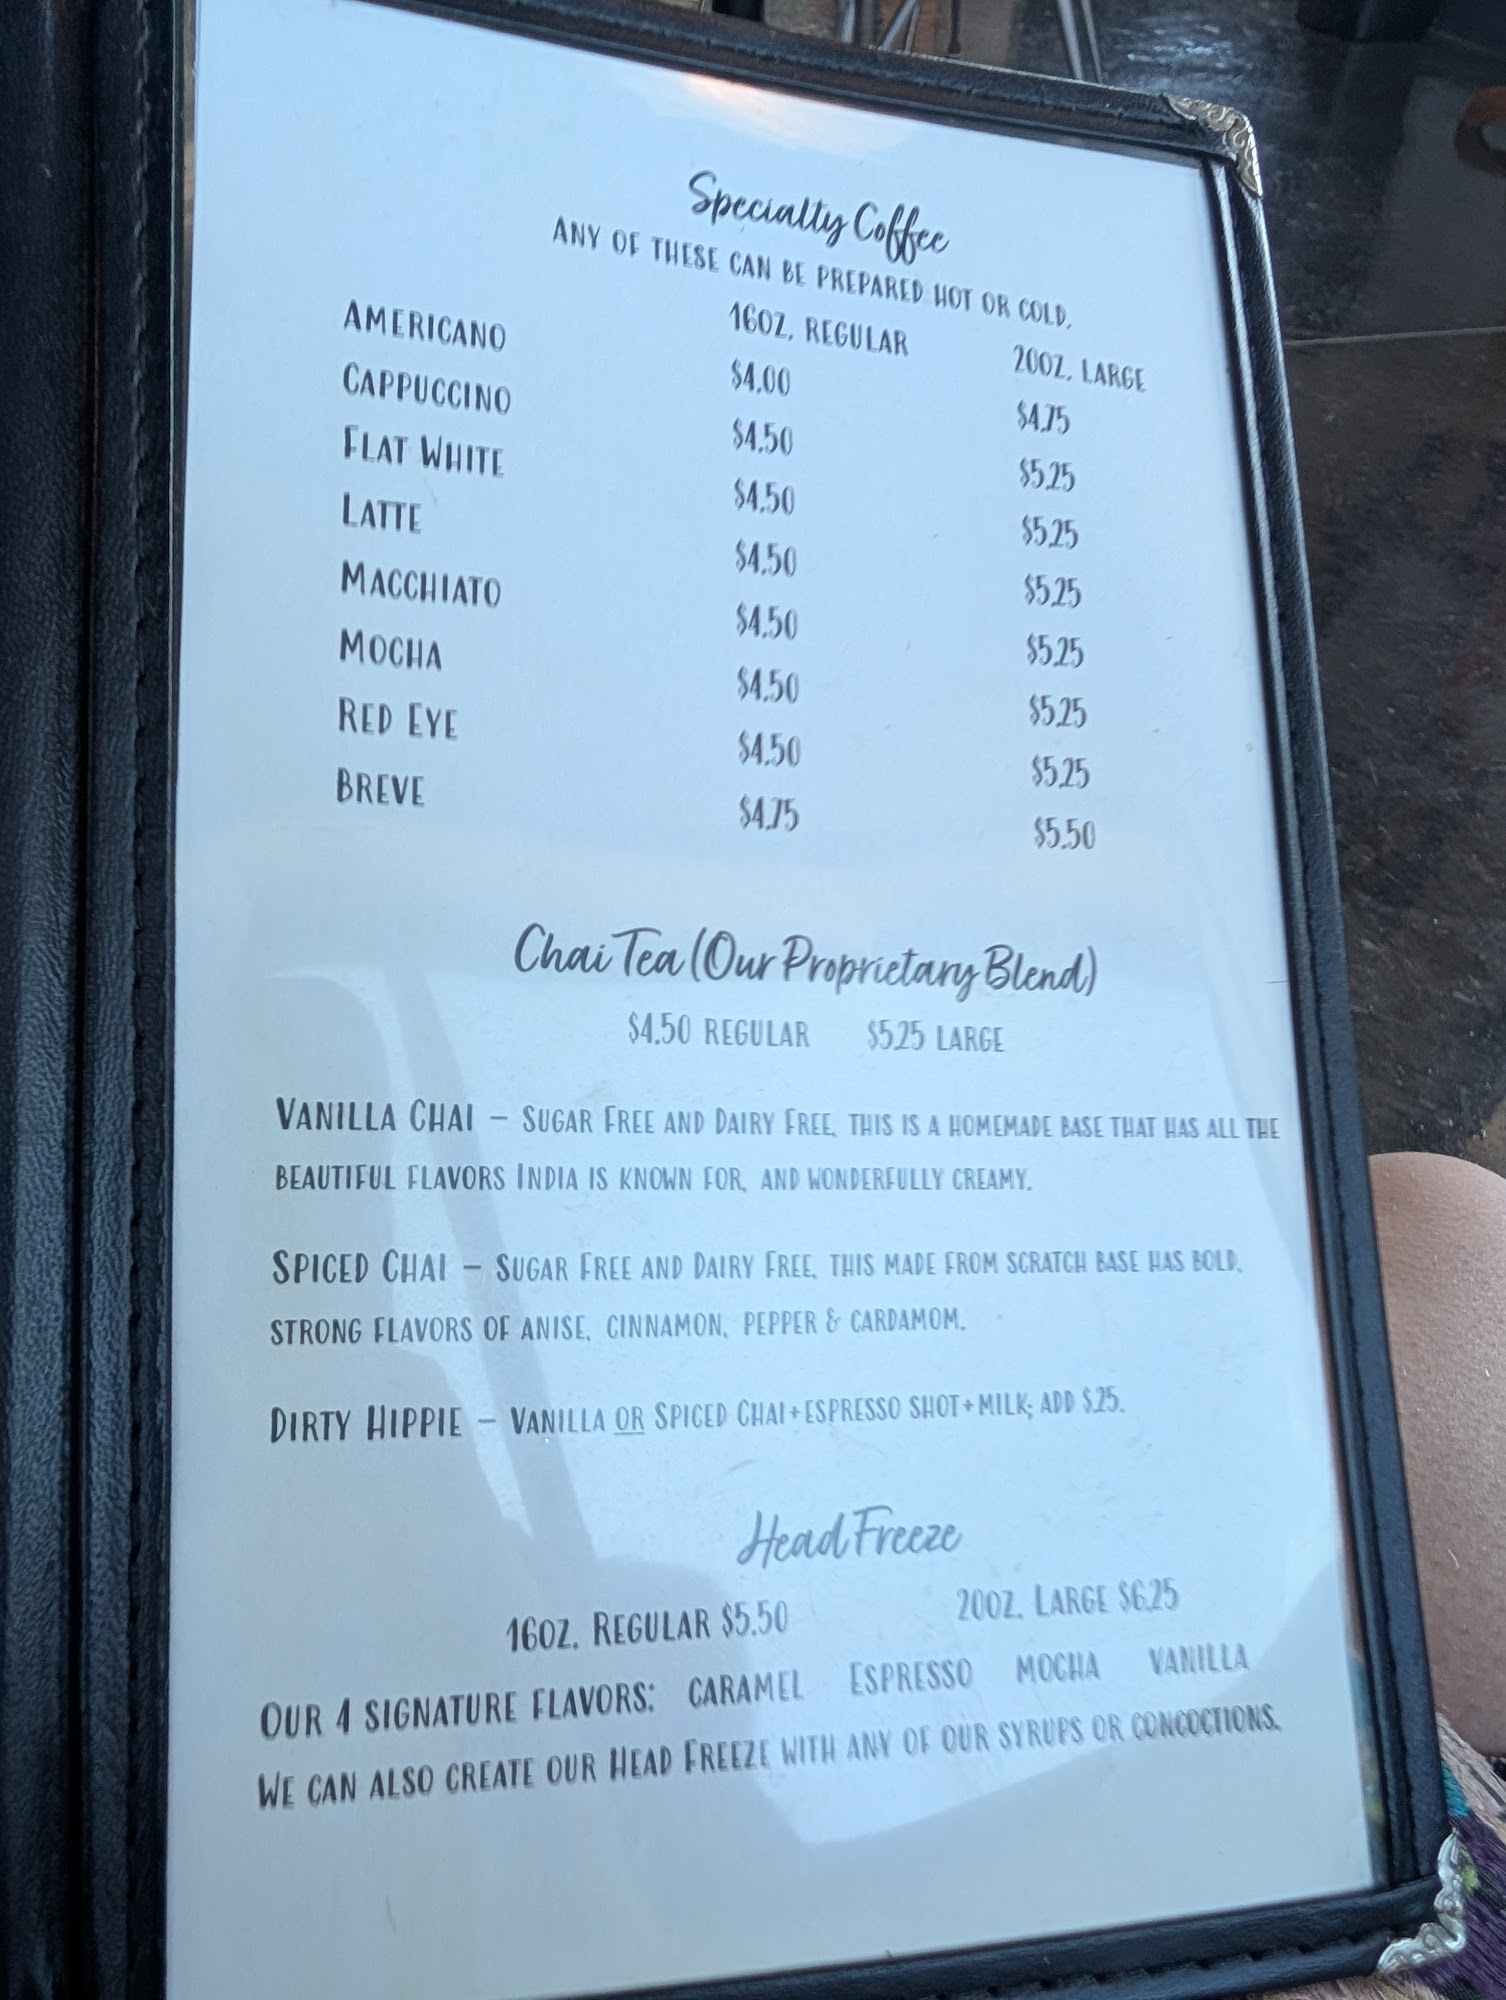 Specialty Coffee
ANY OF THESE CAN BE PREPARED HOT OR COLD.
16OZ. REGULAR 20OZ. LARGE
AMERICANO $4.00 $4.75
CAPPUCCINO $4.50 $5.25
FLAT WHITE $4.50 $5.25
LATTE $4.50 $5.25
MACCHIATO $4.50 $5.25
MOCHA $4.50 $5.25
RED EYE $4.50 $5.25
BREVE $4.75 $5.50
Chai Tea (Our Proprietary Blend)
$4.50 REGULAR $5.25 LARGE
VANILLA CHAI – SUGAR FREE AND DAIRY FREE, THIS IS A HOMEMADE BASE THAT HAS ALL THE
BEAUTIFUL FLAVORS INDIA IS KNOWN FOR, AND WONDERFULLY CREAMY.
SPICED CHAI – SUGAR FREE AND DAIRY FREE, THIS MADE FROM SCRATCH BASE HAS BOLD,
STRONG FLAVORS OF ANISE, CINNAMON, PEPPER & CARDAMOM.
DIRTY HIPPIE – VANILLA OR SPICED CHAI+ESPRESSO SHOT+MILK; ADD $.25.
Head Freeze
16OZ. REGULAR $5.50 20OZ. LARGE $6.25
OUR 4 SIGNATURE FLAVORS: CARAMEL ESPRESSO MOCHA VANILLA
WE CAN ALSO CREATE OUR HEAD FREEZE WITH ANY OF OUR SYRUPS OR CONCOCTIONS.